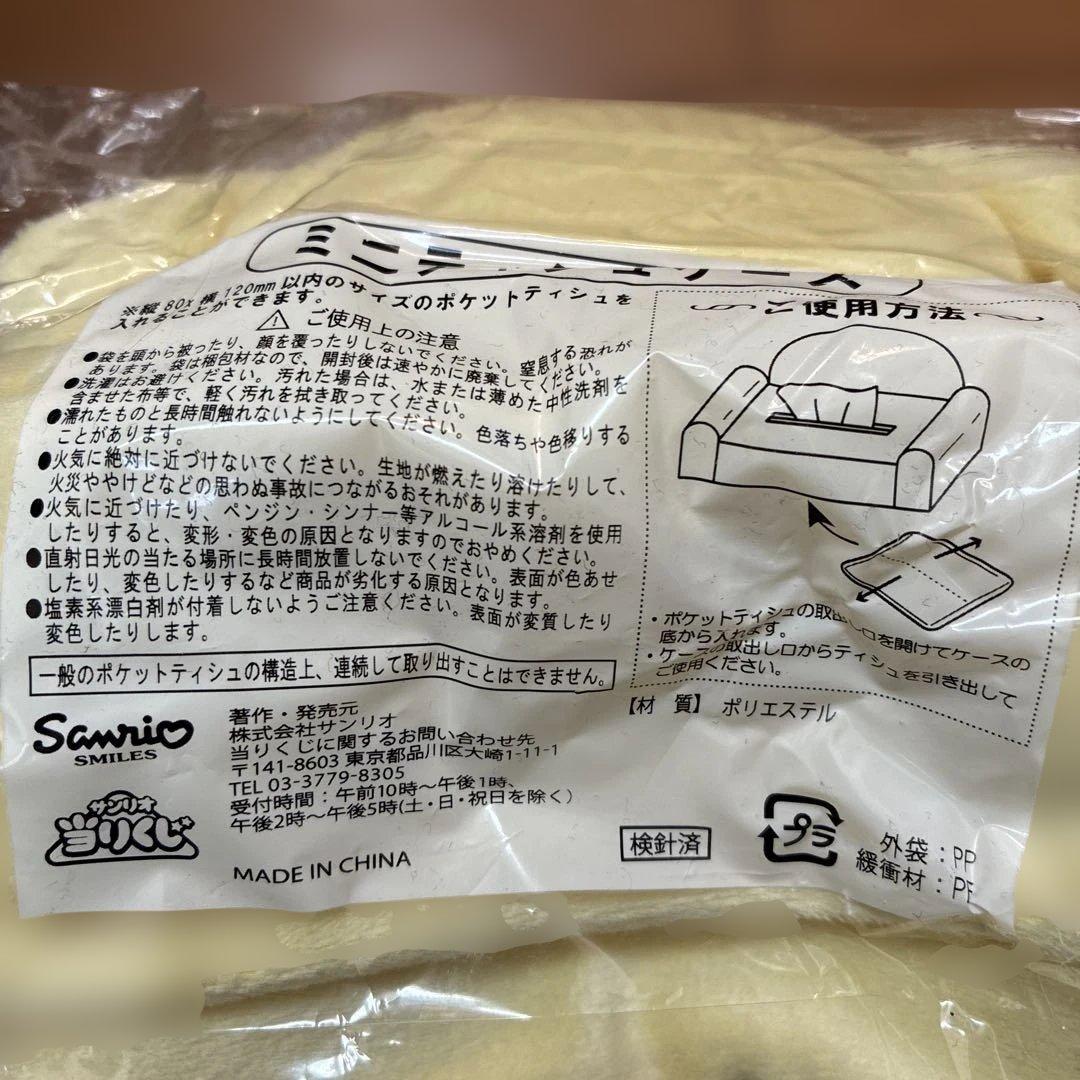 ミニティッシュケース
※縦80x横120mm以内のサイズのポケットティシュを
入れることができます。
⚠ご使用上の注意
●袋を頭から被ったり、顔を覆ったりしないでください。窒息する恐れが
あります。袋は梱包材なので、開封後は速やかに廃棄してください。
●洗濯はお避けください。汚れた場合は、水または薄めた中性洗剤を
含ませた布等で、軽く汚れを拭き取ってください。
●濡れたものと長時間触れないようにしてください。色落ちや色移りする
ことがあります。
●火気に絶対に近づけないでください。生地が燃えたり溶けたりして、
火災ややけどなどの思わぬ事故につながるおそれがあります。
●火気に近づけたり、ベンジン・シンナー等アルコール系溶剤を使用
したりすると、変形・変色の原因となりますのでおやめください。
●直射日光の当たる場所に長時間放置しないでください。表面が色あせ
したり、変色したりするなど商品が劣化する原因となります。
●塩素系漂白剤が付着しないようご注意ください。表面が変質したり
変色したりします。
一般のポケットティシュの構造上、連続して取り出すことはできません。
ご使用方法
・ポケットティシュの取出し口を開けてケースの
底から入れます。
・ケースの取出し口からティシュを引き出して
ご使用ください。
【材 質】 ポリエステル
Sanrio
SMILES
サンリオ
当りくじ
著作・発売元
株式会社サンリオ
当りくじに関するお問い合わせ先
〒141-8603 東京都品川区大崎1-11-1
TEL 03-3779-8305
受付時間：午前10時～午後1時、
午後2時～午後5時(土・日・祝日を除く)
MADE IN CHINA
検針済
プラ
外袋：PP
緩衝材：